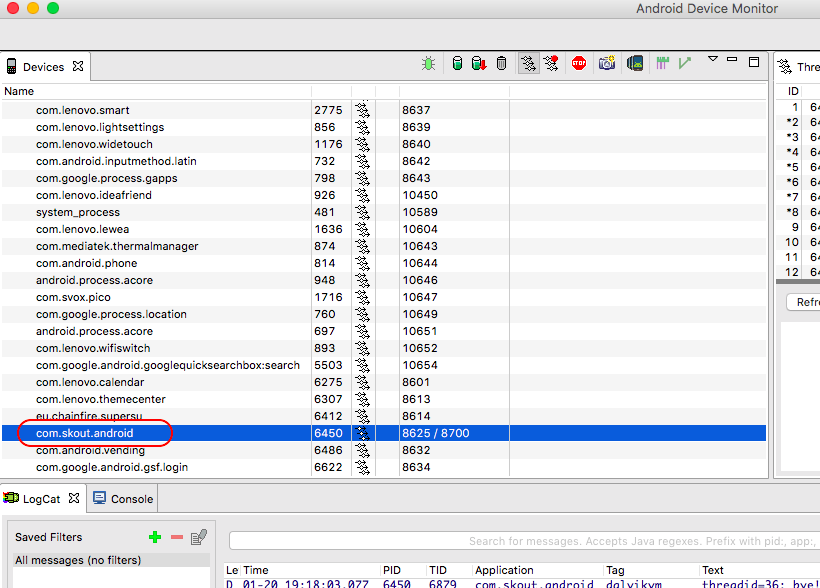 Android Device Monitor
Devices
Name
com.lenovo.smart 2775 8637
com.lenovo.lightsettings 856 8639
com.lenovo.widetouch 1176 8640
com.android.inputmethod.latin 732 8642
com.google.process.gapps 798 8643
com.lenovo.ideafriend 926 10450
system_process 481 10589
com.lenovo.lewea 1636 10604
com.mediatek.thermalmanager 874 10643
com.android.phone 814 10644
android.process.acore 948 10646
com.svox.pico 1716 10647
com.google.process.location 760 10649
android.process.acore 697 10651
com.lenovo.wifiswitch 893 10652
com.google.android.googlequicksearchbox:search 5503 10654
com.lenovo.calendar 6275 8601
com.lenovo.themecenter 6307 8613
eu.chainfire.supersu 6412 8614
com.skout.android 6450 8625 / 8700
com.android.vending 6486 8632
com.google.android.gsf.login 6622 8634
STOP
Thre
ID
1 64
*2 64
*3 64
*4 64
*5 64
*6 64
*7 64
*8 64
9 64
10 64
11 64
12 64
Refre
LogCat Console
Saved Filters
All messages (no filters)
Search for messages. Accepts Java regexes. Prefix with pid:, app:,
Le Time PID TID Application Tag Text
D 01-20 19:18:03.077 6450 6879 com.skout.android dalvikvm threadid=36: bye!